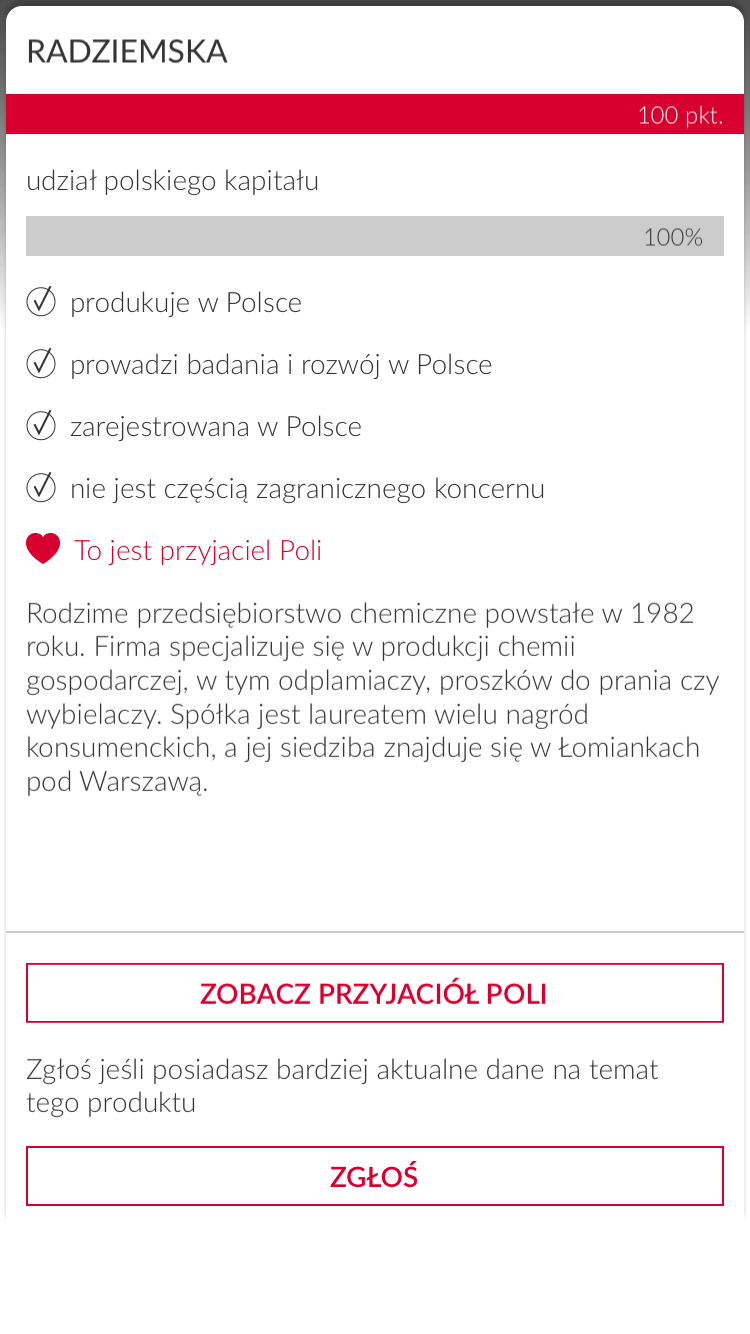 RADZIEMSKA
100 pkt.
udział polskiego kapitału
100%
produkuje w Polsce
prowadzi badania i rozwój w Polsce
zarejestrowana w Polsce
nie jest częścią zagranicznego koncernu
To jest przyjaciel Poli
Rodzime przedsiębiorstwo chemiczne powstałe w 1982
roku. Firma specjalizuje się w produkcji chemii
gospodarczej, w tym odplamiaczy, proszków do prania czy
wybielaczy. Spółka jest laureatem wielu nagród
konsumenckich, a jej siedziba znajduje się w Łomiankach
pod Warszawą.
ZOBACZ PRZYJACIÓŁ POLI
Zgłoś jeśli posiadasz bardziej aktualne dane na temat
tego produktu
ZGŁOŚ